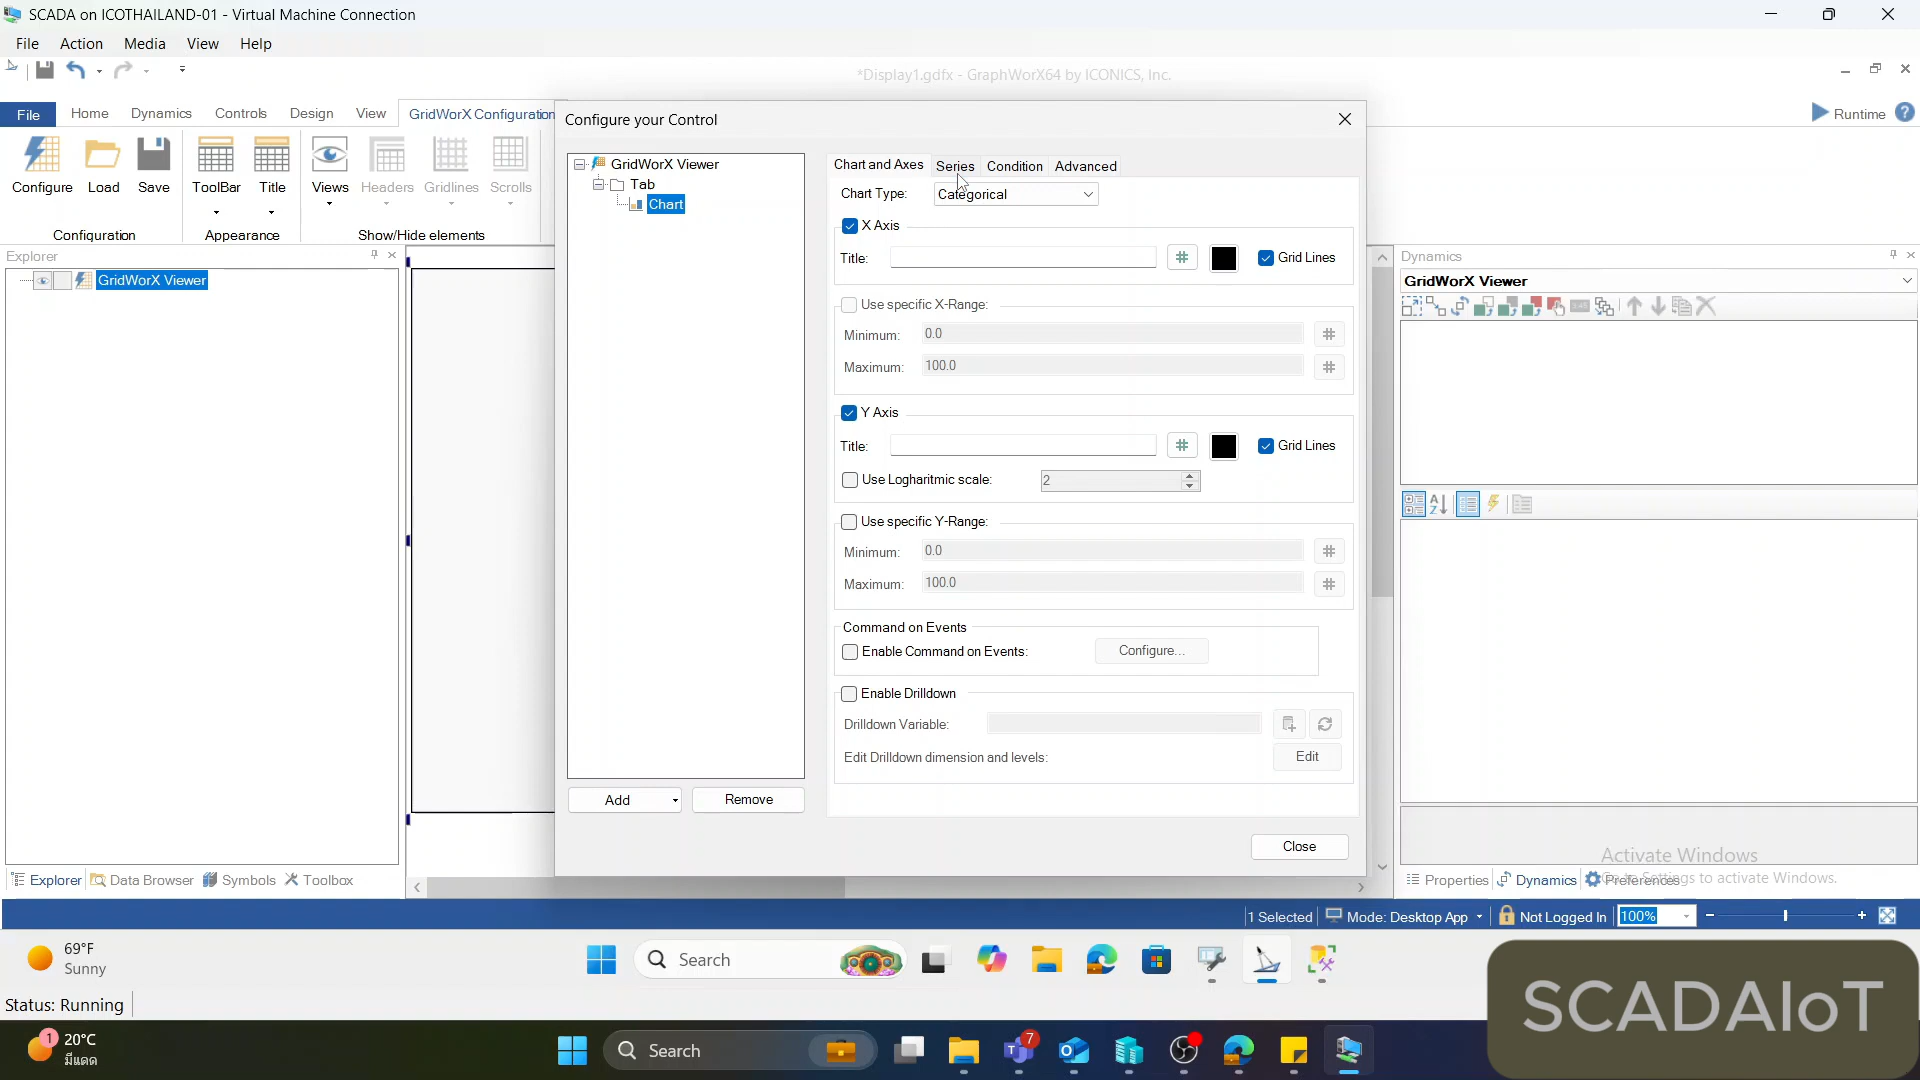 SCADA on ICOTHAILAND-01 - Virtual Machine Connection
File Action Media View Help
*Display1.gdfx - GraphWorX64 by ICONICS, Inc.
File Home Dynamics Controls Design View GridWorX Configuration
Runtime
Configure Load Save ToolBar Title Views Headers Gridlines Scrolls
Configuration Appearance Show/Hide elements
Explorer
GridWorX Viewer
Explorer Data Browser Symbols Toolbox
Configure your Control
GridWorX Viewer
Tab
Chart
Add Remove
Chart and Axes Series Condition Advanced
Chart Type: Categorical
X Axis
Title: # Grid Lines
Use specific X-Range:
Minimum: 0.0 #
Maximum: 100.0 #
Y Axis
Title: # Grid Lines
Use Logharitmic scale: 2
Use specific Y-Range:
Minimum: 0.0 #
Maximum: 100.0 #
Command on Events
Enable Command on Events: Configure...
Enable Drilldown
Drilldown Variable:
Edit Drilldown dimension and levels: Edit
Close
Dynamics
GridWorX Viewer
Activate Windows
Go to Settings to activate Windows.
Properties Dynamics Preferences
1 Selected Mode: Desktop App Not Logged In 100%
69°F
Sunny
Search
Status: Running
1
20°C
มีแดด
Search
7
SCADAIoT